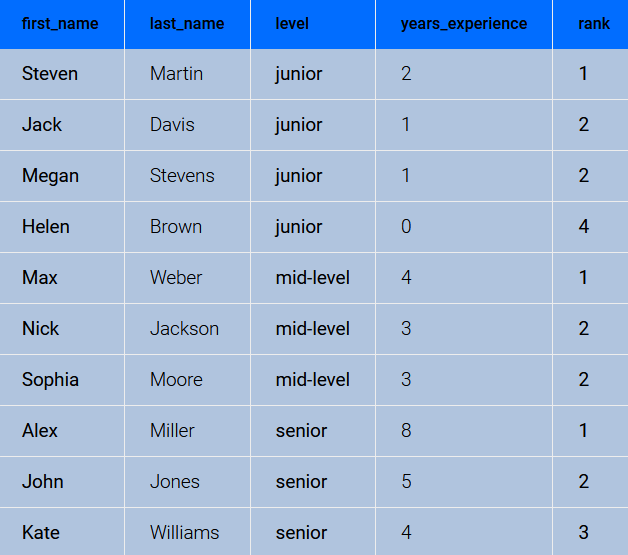 first_name last_name level years_experience rank
Steven Martin junior 2 1
Jack Davis junior 1 2
Megan Stevens junior 1 2
Helen Brown junior 0 4
Max Weber mid-level 4 1
Nick Jackson mid-level 3 2
Sophia Moore mid-level 3 2
Alex Miller senior 8 1
John Jones senior 5 2
Kate Williams senior 4 3